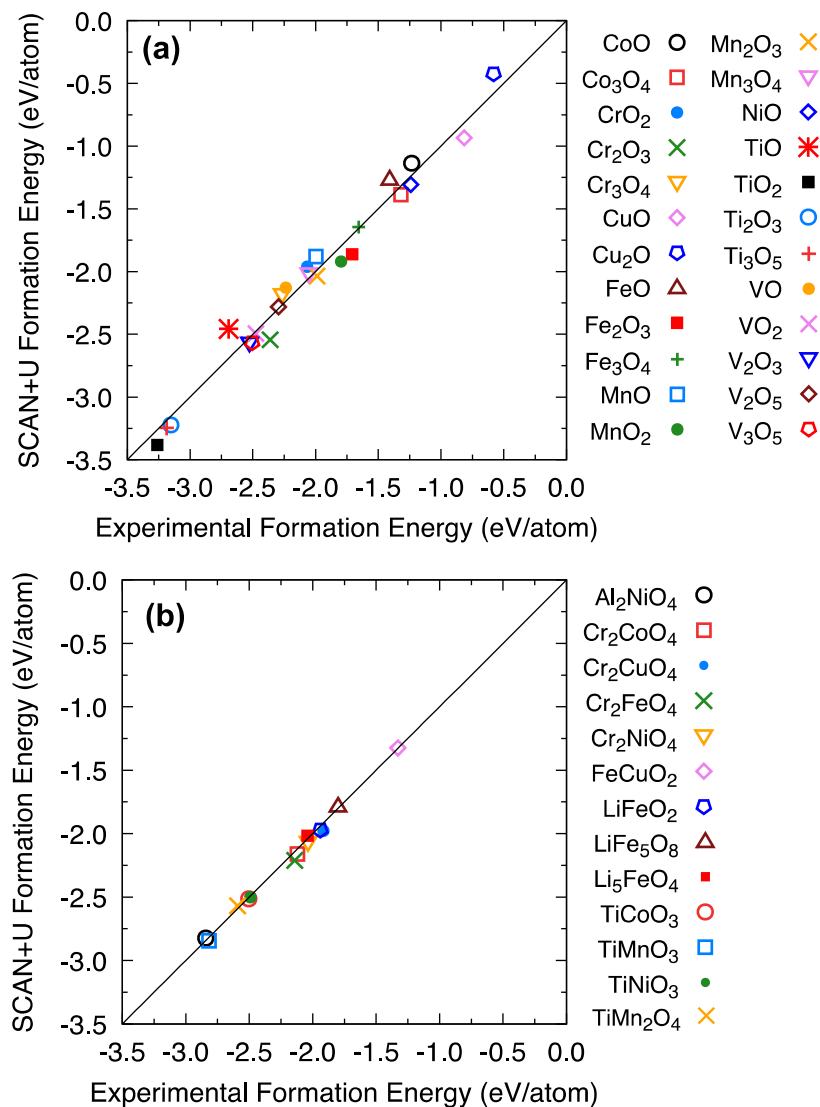 (a)
0.0
-0.5
-1.0
-1.5
-2.0
-2.5
-3.0
-3.5
SCAN+U Formation Energy (eV/atom)
-3.5 -3.0 -2.5 -2.0 -1.5 -1.0 -0.5 0.0
Experimental Formation Energy (eV/atom)
CoO
Co₃O₄
CrO₂
Cr₂O₃
Cr₃O₄
CuO
Cu₂O
FeO
Fe₂O₃
Fe₃O₄
MnO
MnO₂
Mn₂O₃
Mn₃O₄
NiO
TiO
TiO₂
Ti₂O₃
Ti₃O₅
VO
VO₂
V₂O₃
V₂O₅
V₃O₅
(b)
0.0
-0.5
-1.0
-1.5
-2.0
-2.5
-3.0
-3.5
SCAN+U Formation Energy (eV/atom)
-3.5 -3.0 -2.5 -2.0 -1.5 -1.0 -0.5 0.0
Experimental Formation Energy (eV/atom)
Al₂NiO₄
Cr₂CoO₄
Cr₂CuO₄
Cr₂FeO₄
Cr₂NiO₄
FeCuO₂
LiFeO₂
LiFe₅O₈
Li₅FeO₄
TiCoO₃
TiMnO₃
TiNiO₃
TiMn₂O₄